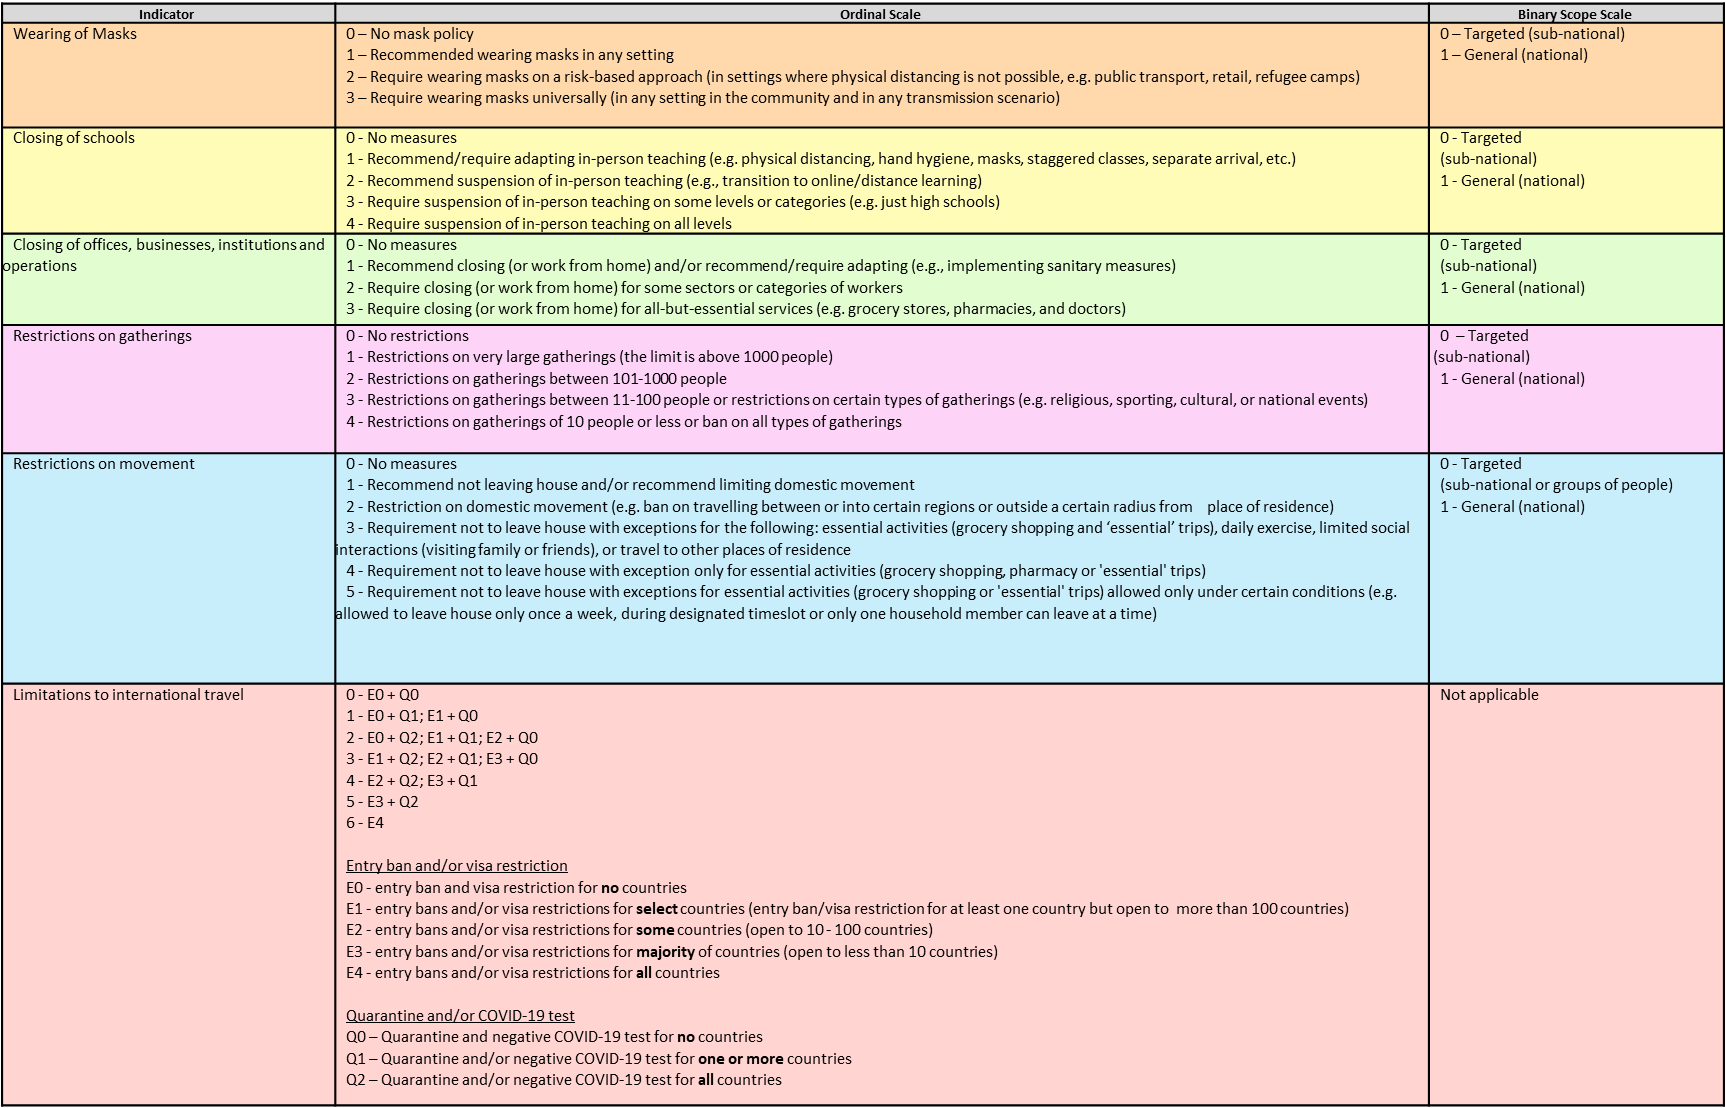 Indicator
Ordinal Scale
Binary Scope Scale
Wearing of Masks
0 – No mask policy
1 – Recommended wearing masks in any setting
2 – Require wearing masks on a risk-based approach (in settings where physical distancing is not possible, e.g. public transport, retail, refugee camps)
3 – Require wearing masks universally (in any setting in the community and in any transmission scenario)
0 – Targeted (sub-national)
1 – General (national)
Closing of schools
0 - No measures
1 - Recommend/require adapting in-person teaching (e.g. physical distancing, hand hygiene, masks, staggered classes, separate arrival, etc.)
2 - Recommend suspension of in-person teaching (e.g., transition to online/distance learning)
3 - Require suspension of in-person teaching on some levels or categories (e.g. just high schools)
4 - Require suspension of in-person teaching on all levels
0 - Targeted
(sub-national)
1 - General (national)
Closing of offices, businesses, institutions and
operations
0 - No measures
1 - Recommend closing (or work from home) and/or recommend/require adapting (e.g., implementing sanitary measures)
2 - Require closing (or work from home) for some sectors or categories of workers
3 - Require closing (or work from home) for all-but-essential services (e.g. grocery stores, pharmacies, and doctors)
0 - Targeted
(sub-national)
1 - General (national)
Restrictions on gatherings
0 - No restrictions
1 - Restrictions on very large gatherings (the limit is above 1000 people)
2 - Restrictions on gatherings between 101-1000 people
3 - Restrictions on gatherings between 11-100 people or restrictions on certain types of gatherings (e.g. religious, sporting, cultural, or national events)
4 - Restrictions on gatherings of 10 people or less or ban on all types of gatherings
0 – Targeted
(sub-national)
1 - General (national)
Restrictions on movement
0 - No measures
1 - Recommend not leaving house and/or recommend limiting domestic movement
2 - Restriction on domestic movement (e.g. ban on travelling between or into certain regions or outside a certain radius from place of residence)
3 - Requirement not to leave house with exceptions for the following: essential activities (grocery shopping and ‘essential’ trips), daily exercise, limited social
interactions (visiting family or friends), or travel to other places of residence
4 - Requirement not to leave house with exception only for essential activities (grocery shopping, pharmacy or 'essential' trips)
5 - Requirement not to leave house with exceptions for essential activities (grocery shopping or 'essential' trips) allowed only under certain conditions (e.g.
allowed to leave house only once a week, during designated timeslot or only one household member can leave at a time)
0 - Targeted
(sub-national or groups of people)
1 - General (national)
Limitations to international travel
0 - E0 + Q0
1 - E0 + Q1; E1 + Q0
2 - E0 + Q2; E1 + Q1; E2 + Q0
3 - E1 + Q2; E2 + Q1; E3 + Q0
4 - E2 + Q2; E3 + Q1
5 - E3 + Q2
6 - E4
Entry ban and/or visa restriction
E0 - entry ban and visa restriction for no countries
E1 - entry bans and/or visa restrictions for select countries (entry ban/visa restriction for at least one country but open to more than 100 countries)
E2 - entry bans and/or visa restrictions for some countries (open to 10 - 100 countries)
E3 - entry bans and/or visa restrictions for majority of countries (open to less than 10 countries)
E4 - entry bans and/or visa restrictions for all countries
Quarantine and/or COVID-19 test
Q0 – Quarantine and negative COVID-19 test for no countries
Q1 – Quarantine and/or negative COVID-19 test for one or more countries
Q2 – Quarantine and/or negative COVID-19 test for all countries
Not applicable